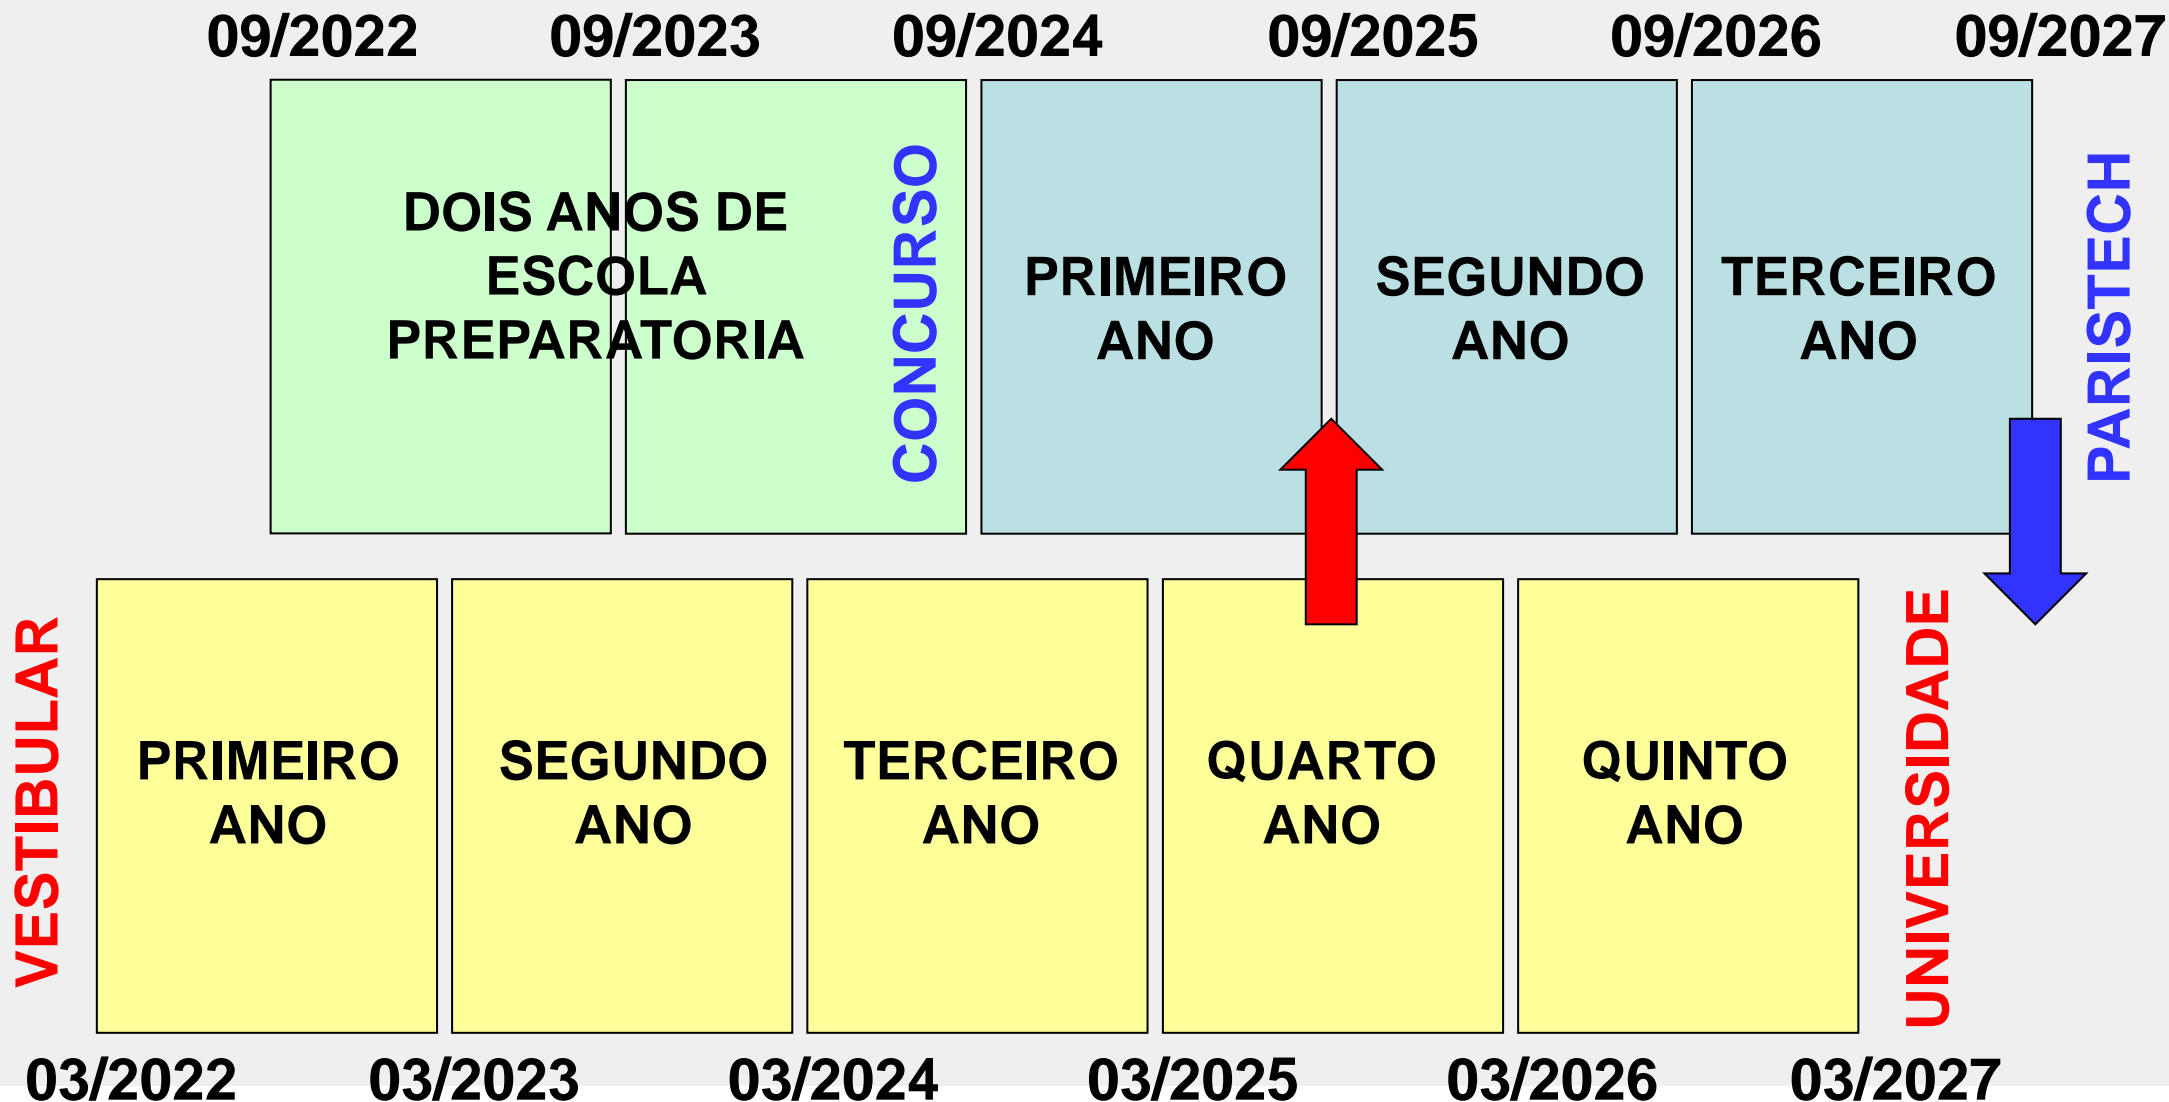 09/2022 09/2023 09/2024 09/2025 09/2026 09/2027
DOIS ANOS DE
ESCOLA
PREPARATORIA
CONCURSO
PRIMEIRO
ANO
SEGUNDO
ANO
TERCEIRO
ANO
PARISTECH
VESTIBULAR
PRIMEIRO
ANO
SEGUNDO
ANO
TERCEIRO
ANO
QUARTO
ANO
QUINTO
ANO
UNIVERSIDADE
03/2022 03/2023 03/2024 03/2025 03/2026 03/2027